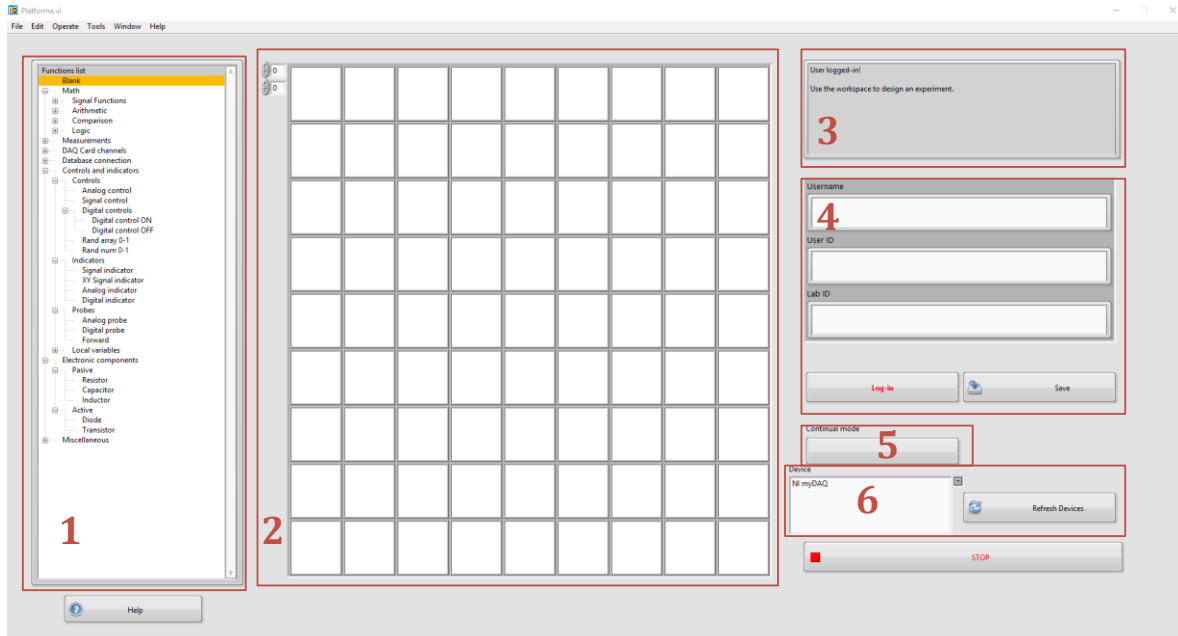 Platforma.vi
File Edit Operate Tools Window Help
Functions list
Blank
Math
Signal Functions
Arithmetic
Comparison
Logic
Measurements
DAQ Card channels
Database connection
Controls and indicators
Controls
Analog control
Signal control
Digital controls
Digital control ON
Digital control OFF
Rand array 0-1
Rand num 0-1
Indicators
Signal indicator
XY Signal indicator
Analog indicator
Digital indicator
Probes
Analog probe
Digital probe
Forward
Local variables
Electronic components
Pasive
Resistor
Capacitor
Inductor
Active
Diode
Transistor
Miscellaneous
1
Help
0
0
2
User logged-in!
Use the workspace to design an experiment.
3
Username
4
User ID
Lab ID
Log-in Save
Continual mode
5
Device
NI myDAQ
6
Refresh Devices
STOP